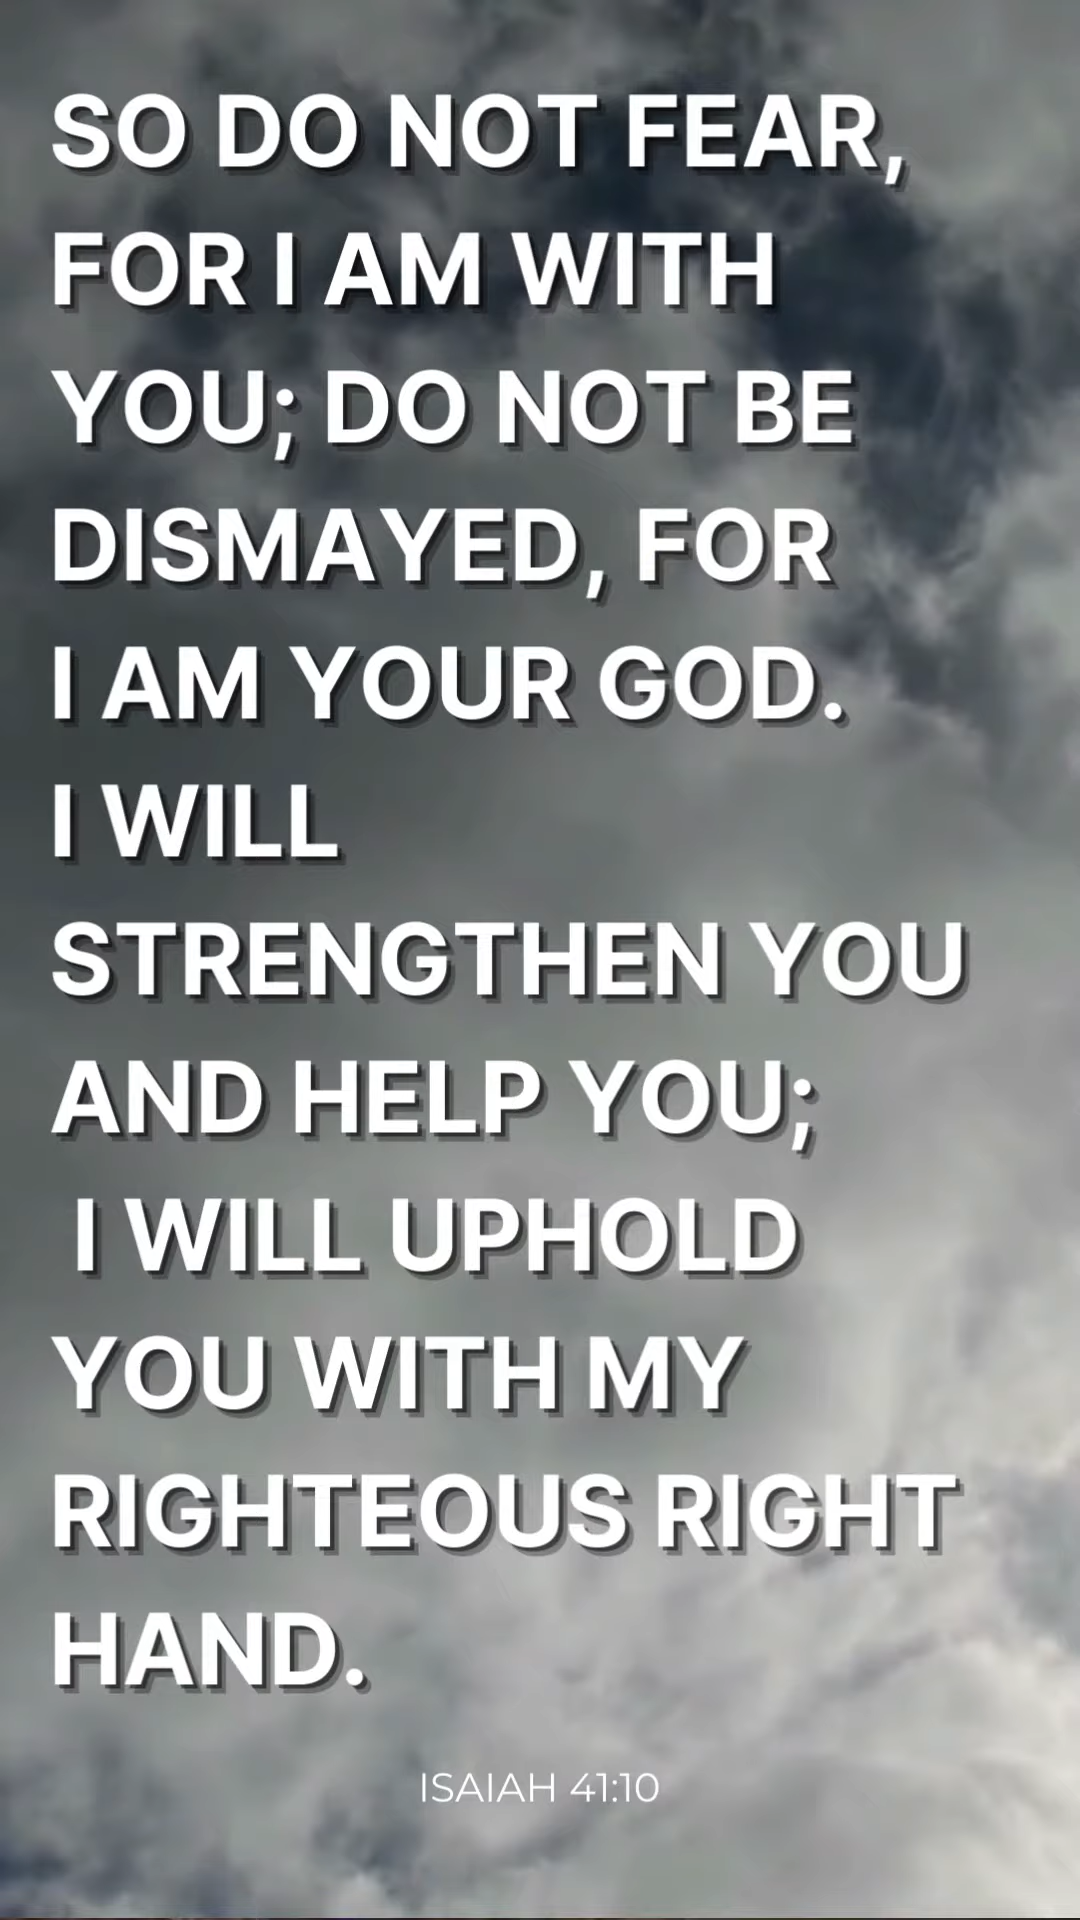 SO DO NOT FEAR,
FOR I AM WITH
YOU; DO NOT BE
DISMAYED, FOR
I AM YOUR GOD.
I WILL
STRENGTHEN YOU
AND HELP YOU;
I WILL UPHOLD
YOU WITH MY
RIGHTEOUS RIGHT
HAND.
ISAIAH 41:10